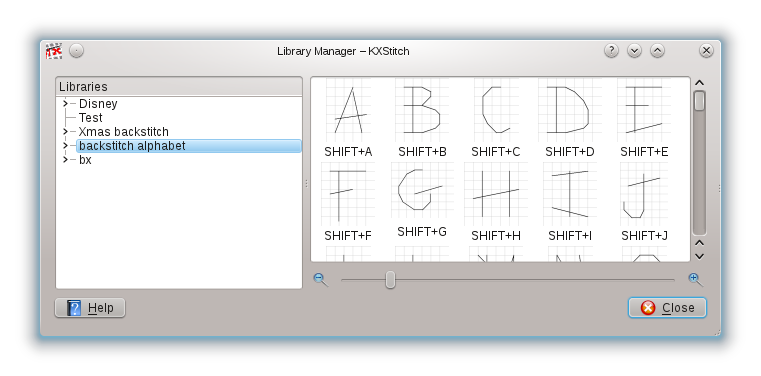 Library Manager – KXStitch
Libraries
Disney
Test
Xmas backstitch
backstitch alphabet
bx
SHIFT+A SHIFT+B SHIFT+C SHIFT+D SHIFT+E
SHIFT+F SHIFT+G SHIFT+H SHIFT+I SHIFT+J
Help
Close